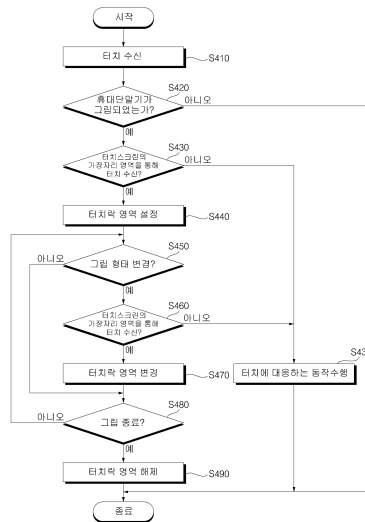 시작
터치 수신
S410
S420
휴대단말기가
그립되었는가?
아니오
예
S430
터치스크린의
가장자리 영역을 통해
터치 수신?
아니오
예
터치락 영역 설정
S440
S450
아니오
그립 형태 변경?
예
S460
터치스크린의
가장자리 영역을 통해
터치 수신?
아니오
예
터치락 영역 변경
S470
S43
터치에 대응하는 동작수행
S480
아니오
그립 종료?
예
터치락 영역 해제
S490
종료